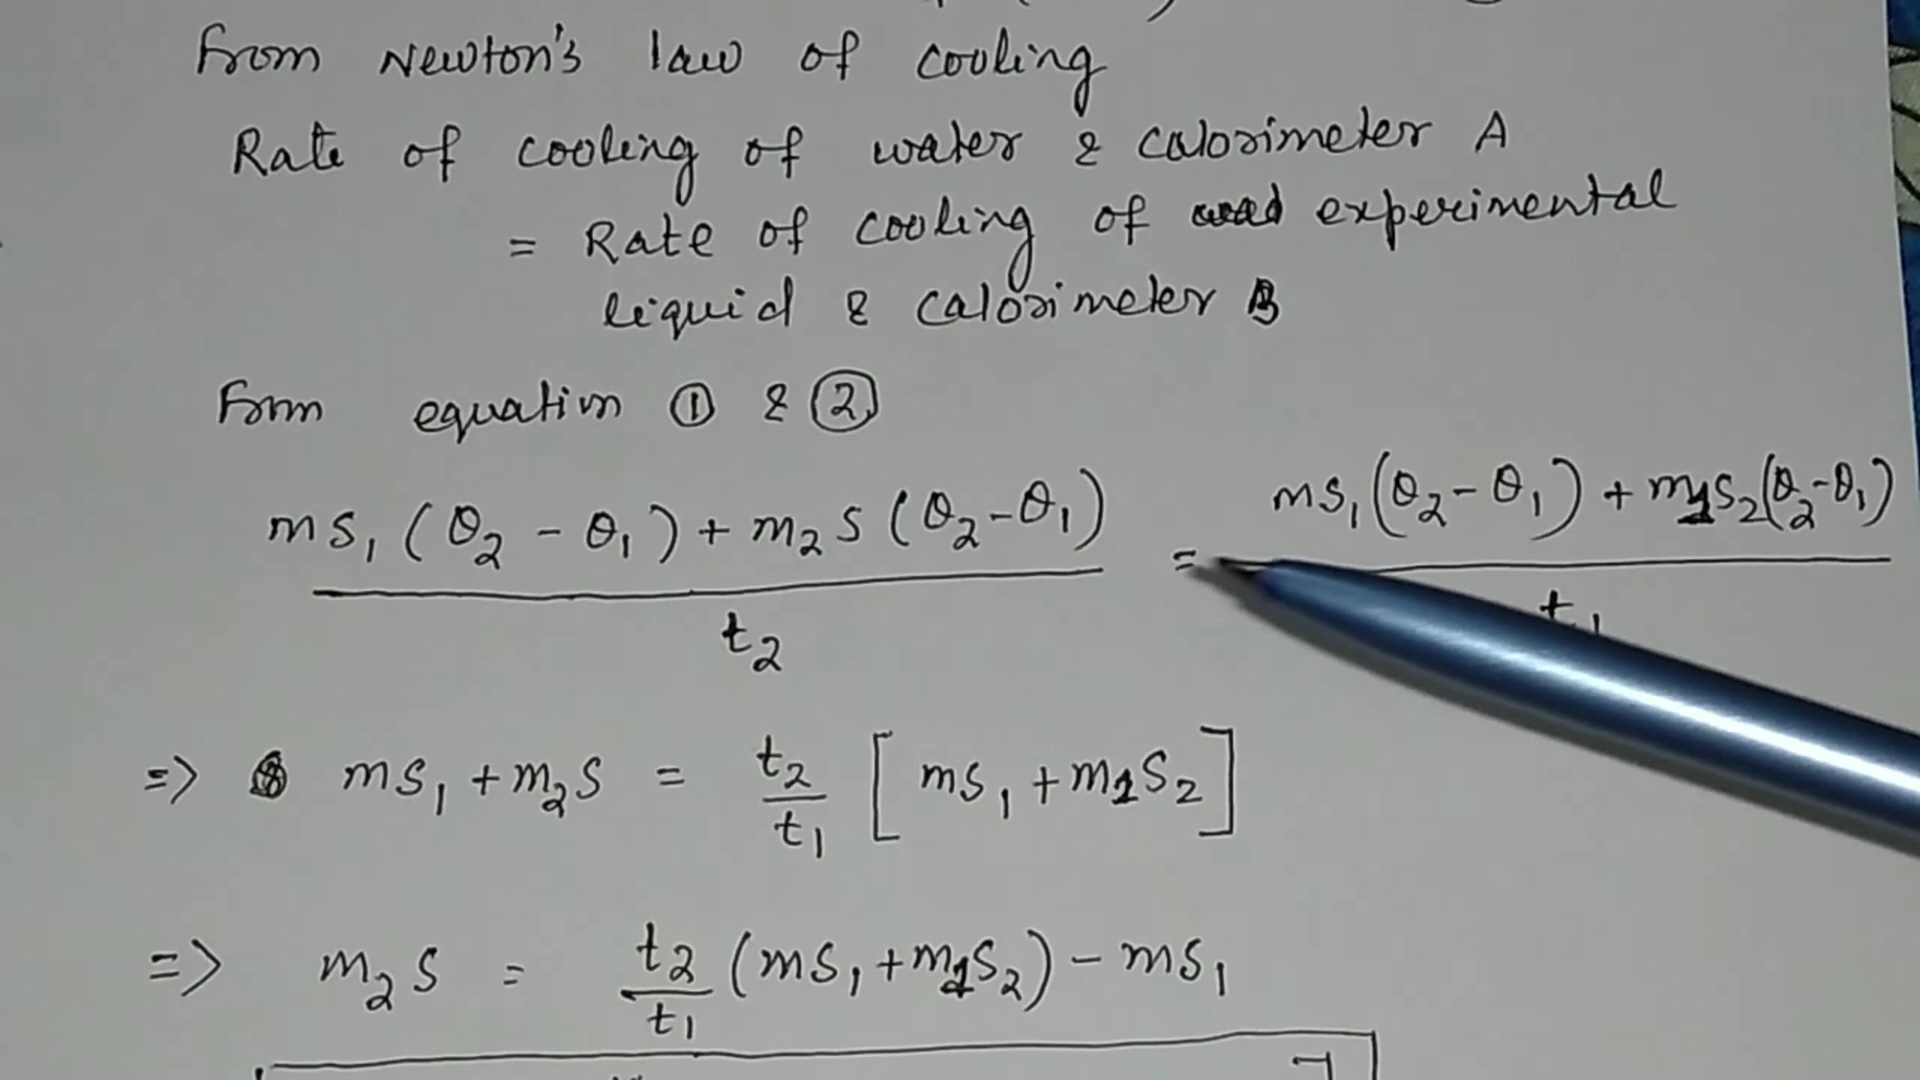 From Newton's law of cooling
Rate of cooling of water & calorimeter A
= Rate of cooling of experimental
liquid & calorimeter B
From equation ① & ②
(mS₁(θ₂ - θ₁) + m₂S(θ₂ - θ₁)) / t₂ = (mS₁(θ₂ - θ₁) + m₁S₂(θ₂ - θ₁)) / t₁
=> mS₁ + m₂S = t₂/t₁ [mS₁ + m₁S₂]
=> m₂S = t₂/t₁ (mS₁ + m₁S₂) - mS₁